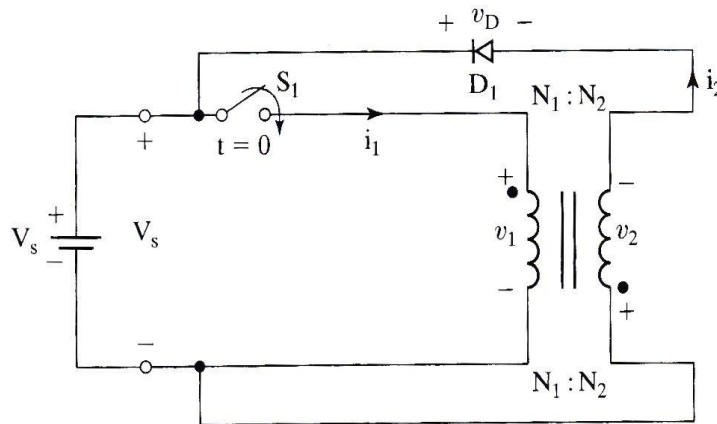 + v_D −
D₁
S₁
t = 0
i₁
N₁ : N₂
i₂
+
+
V_s
−
V_s
+
v₁
−
−
v₂
+
−
N₁ : N₂